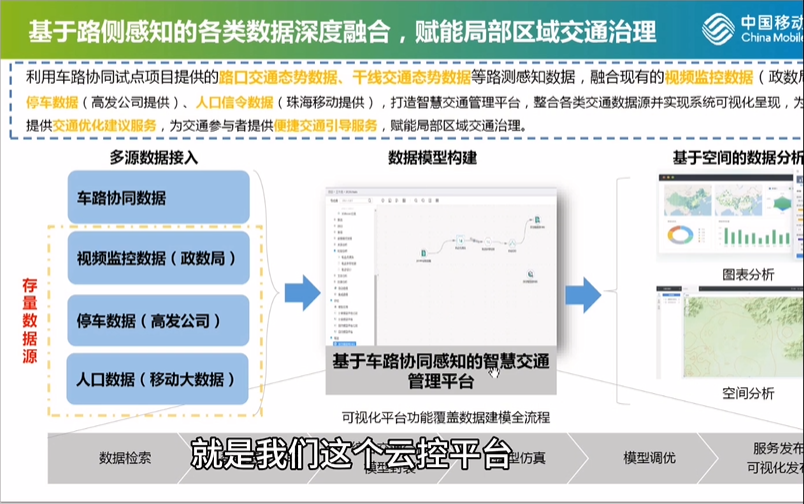 基于路侧感知的各类数据深度融合，赋能局部区域交通治理
中国移动
China Mobile
利用车路协同试点项目提供的路口交通态势数据、干线交通态势数据等路测感知数据，融合现有的视频监控数据（政数局
停车数据（高发公司提供）、人口信令数据（珠海移动提供），打造智慧交通管理平台，整合各类交通数据源并实现系统可视化呈现，为
提供交通优化建议服务，为交通参与者提供便捷交通引导服务，赋能局部区域交通治理。
多源数据接入
数据模型构建
基于空间的数据分析
车路协同数据
视频监控数据（政数局）
停车数据（高发公司）
人口数据（移动大数据）
存量数据源
基于车路协同感知的智慧交通
管理平台
图表分析
空间分析
可视化平台功能覆盖数据建模全流程
数据检索
模型仿真
模型调优
服务发布
可视化发布
就是我们这个云控平台